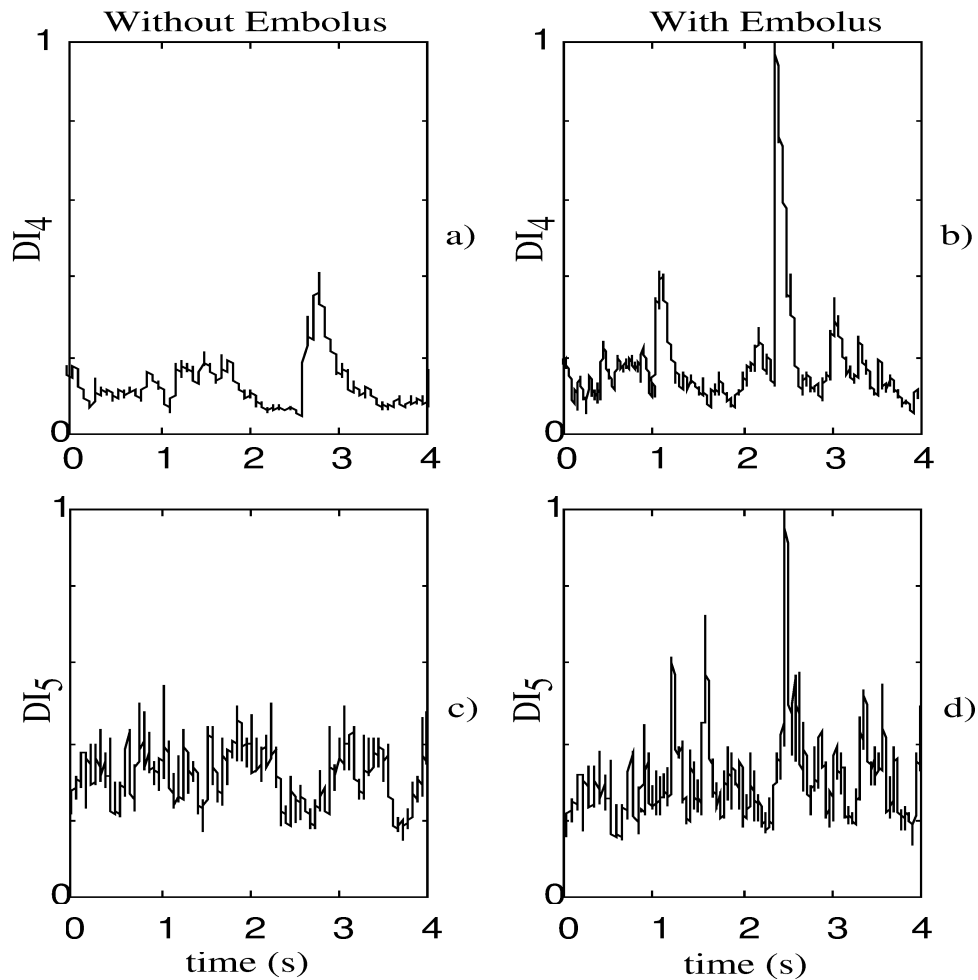 Without Embolus
With Embolus
1
DI4
a)
0
0 1 2 3 4
1
DI4
b)
0
0 1 2 3 4
1
DI5
c)
0
0 1 2 3 4
time (s)
1
DI5
d)
0
0 1 2 3 4
time (s)